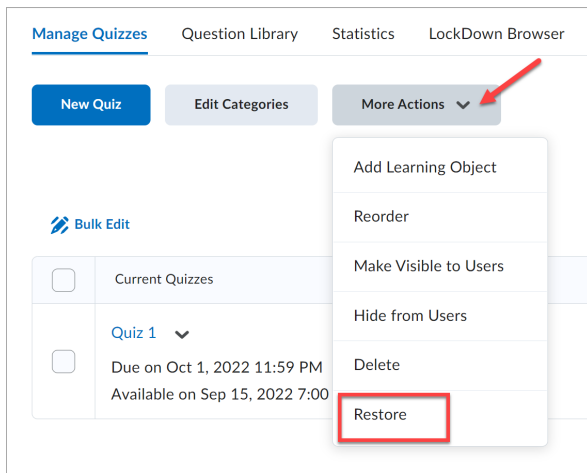 Manage Quizzes Question Library Statistics LockDown Browser
New Quiz Edit Categories More Actions
Add Learning Object
Reorder
Bulk Edit
Make Visible to Users
Current Quizzes
Hide from Users
Quiz 1
Due on Oct 1, 2022 11:59 PM
Delete
Available on Sep 15, 2022 7:00
Restore